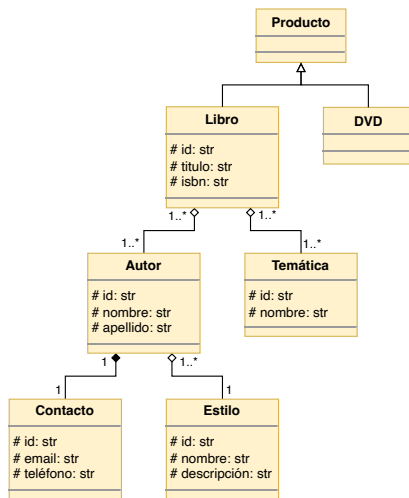 Producto
Libro
# id: str
# titulo: str
# isbn: str
DVD
1..*
1..*
1..*
1..*
Autor
# id: str
# nombre: str
# apellido: str
Temática
# id: str
# nombre: str
1
1..*
1
1
Contacto
# id: str
# email: str
# teléfono: str
Estilo
# id: str
# nombre: str
# descripción: str